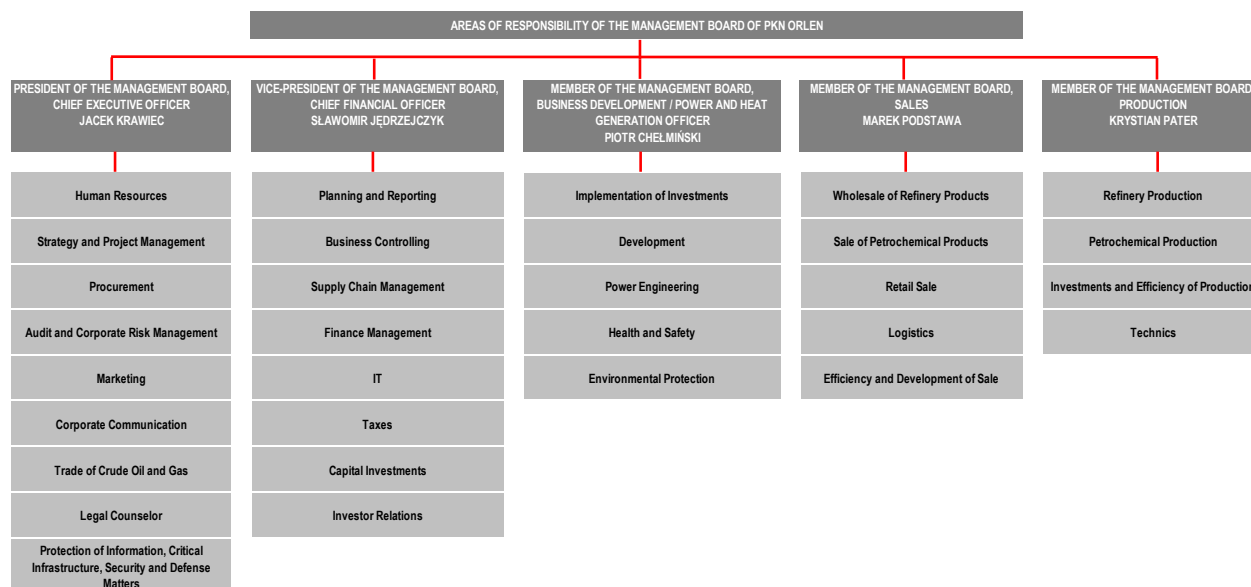 AREAS OF RESPONSIBILITY OF THE MANAGEMENT BOARD OF PKN ORLEN
PRESIDENT OF THE MANAGEMENT BOARD,
CHIEF EXECUTIVE OFFICER
JACEK KRAWIEC
Human Resources
Strategy and Project Management
Procurement
Audit and Corporate Risk Management
Marketing
Corporate Communication
Trade of Crude Oil and Gas
Legal Counselor
Protection of Information, Critical
Infrastructure, Security and Defense
Matters
VICE-PRESIDENT OF THE MANAGEMENT BOARD,
CHIEF FINANCIAL OFFICER
SŁAWOMIR JĘDRZEJCZYK
Planning and Reporting
Business Controlling
Supply Chain Management
Finance Management
IT
Taxes
Capital Investments
Investor Relations
MEMBER OF THE MANAGEMENT BOARD,
BUSINESS DEVELOPMENT / POWER AND HEAT
GENERATION OFFICER
PIOTR CHEŁMIŃSKI
Implementation of Investments
Development
Power Engineering
Health and Safety
Environmental Protection
MEMBER OF THE MANAGEMENT BOARD,
SALES
MAREK PODSTAWA
Wholesale of Refinery Products
Sale of Petrochemical Products
Retail Sale
Logistics
Efficiency and Development of Sale
MEMBER OF THE MANAGEMENT BOARD
PRODUCTION
KRYSTIAN PATER
Refinery Production
Petrochemical Production
Investments and Efficiency of Production
Technics